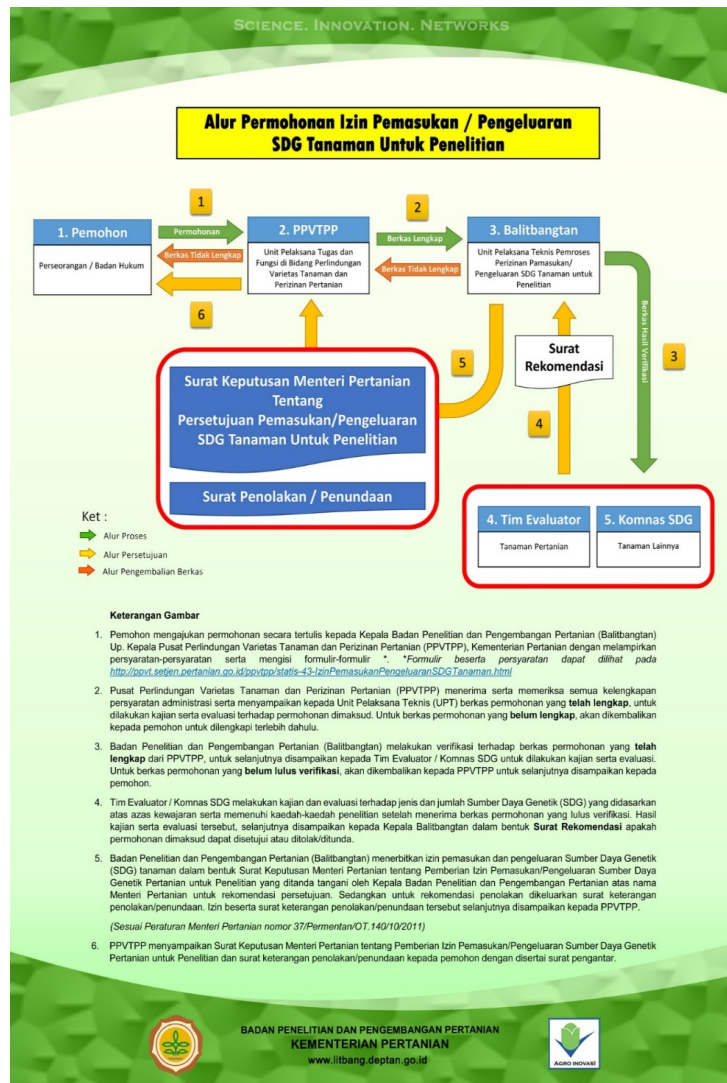 SCIENCE. INNOVATION. NETWORKS
Alur Permohonan Izin Pemasukan / Pengeluaran
SDG Tanaman Untuk Penelitian
1
2
1. Pemohon
Perseorangan / Badan Hukum
Permohonan
Berkas Tidak Lengkap
6
2. PPVTPP
Unit Pelaksana Tugas dan
Fungsi di Bidang Perlindungan
Varietas Tanaman dan
Perizinan Pertanian
Berkas Lengkap
Berkas Tidak Lengkap
3. Balitbangtan
Unit Pelaksana Teknis Pemroses
Perizinan Pamasukan/
Pengeluaran SDG Tanaman untuk
Penelitian
Berkas Hasil Verifikasi
3
Surat
Rekomendasi
5
4
Surat Keputusan Menteri Pertanian
Tentang
Persetujuan Pemasukan/Pengeluaran
SDG Tanaman Untuk Penelitian
Surat Penolakan / Penundaan
4. Tim Evaluator
Tanaman Pertanian
5. Komnas SDG
Tanaman Lainnya
Ket :
Alur Proses
Alur Persetujuan
Alur Pengembalian Berkas
Keterangan Gambar
1. Pemohon mengajukan permohonan secara tertulis kepada Kepala Badan Penelitian dan Pengembangan Pertanian (Balitbangtan)
Up. Kepala Pusat Perlindungan Varietas Tanaman dan Perizinan Pertanian (PPVTPP), Kementerian Pertanian dengan melampirkan
persyaratan-persyaratan serta mengisi formulir-formulir *. *Formulir beserta persyaratan dapat dilihat pada
http://ppvt.setjen.pertanian.go.id/ppvtpp/statis-43-IzinPemasukanPengeluaranSDGTanaman.html
2. Pusat Perlindungan Varietas Tanaman dan Perizinan Pertanian (PPVTPP) menerima serta memeriksa semua kelengkapan
persyaratan administrasi serta menyampaikan kepada Unit Pelaksana Teknis (UPT) berkas permohonan yang telah lengkap, untuk
dilakukan kajian serta evaluasi terhadap permohonan dimaksud. Untuk berkas permohonan yang belum lengkap, akan dikembalikan
kepada pemohon untuk dilengkapi terlebih dahulu.
3. Badan Penelitian dan Pengembangan Pertanian (Balitbangtan) melakukan verifikasi terhadap berkas permohonan yang telah
lengkap dari PPVTPP, untuk selanjutnya disampaikan kepada Tim Evaluator / Komnas SDG untuk dilakukan kajian serta evaluasi.
Untuk berkas permohonan yang belum lulus verifikasi, akan dikembalikan kepada PPVTPP untuk selanjutnya disampaikan kepada
pemohon.
4. Tim Evaluator / Komnas SDG melakukan kajian dan evaluasi terhadap jenis dan jumlah Sumber Daya Genetik (SDG) yang didasarkan
atas azas kewajaran serta memenuhi kaedah-kaedah penelitian setelah menerima berkas permohonan yang lulus verifikasi. Hasil
kajian serta evaluasi tersebut, selanjutnya disampaikan kepada Kepala Balitbangtan dalam bentuk Surat Rekomendasi apakah
permohonan dimaksud dapat disetujui atau ditolak/ditunda.
5. Badan Penelitian dan Pengembangan Pertanian (Balitbangtan) menerbitkan izin pemasukan dan pengeluaran Sumber Daya Genetik
(SDG) tanaman dalam bentuk Surat Keputusan Menteri Pertanian tentang Pemberian Izin Pemasukan/Pengeluaran Sumber Daya
Genetik Pertanian untuk Penelitian yang ditanda tangani oleh Kepala Badan Penelitian dan Pengembangan Pertanian atas nama
Menteri Pertanian untuk rekomendasi persetujuan. Sedangkan untuk rekomendasi penolakan dikeluarkan surat keterangan
penolakan/penundaan. Izin beserta surat keterangan penolakan/penundaan tersebut selanjutnya disampaikan kepada PPVTPP.
(Sesuai Peraturan Menteri Pertanian nomor 37/Permentan/OT.140/10/2011)
6. PPVTPP menyampaikan Surat Keputusan Menteri Pertanian tentang Pemberian Izin Pemasukan/Pengeluaran Sumber Daya Genetik
Pertanian untuk Penelitian dan surat keterangan penolakan/penundaan kepada pemohon dengan disertai surat pengantar.
BADAN PENELITIAN DAN PENGEMBANGAN PERTANIAN
KEMENTERIAN PERTANIAN
www.litbang.deptan.go.id
AGRO INOVASI